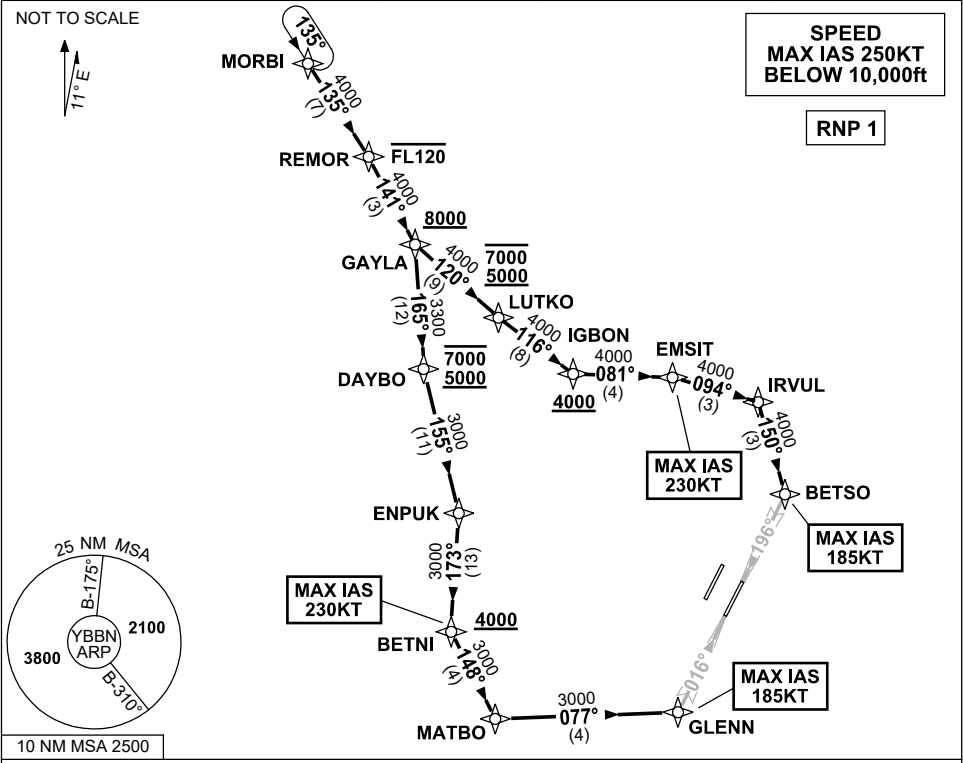 NOT TO SCALE
11° E
SPEED
MAX IAS 250KT
BELOW 10,000ft
RNP 1
135°
MORBI
4000
135°
(7)
REMOR
FL120
4000
141°
(3)
8000
GAYLA
4000
120°
(9)
7000
5000
LUTKO
3300
165°
(12)
4000
116°
(8)
IGBON
4000
4000
081°
(4)
EMSIT
4000
094°
(3)
IRVUL
DAYBO
7000
5000
4000
150°
(3)
MAX IAS
230KT
BETSO
MAX IAS
185KT
3000
155°
(11)
ENPUK
196°
3000
173°
(13)
MAX IAS
230KT
4000
BETNI
3000
148°
(4)
016°
MAX IAS
185KT
MATBO
3000
077°
(4)
GLENN
25 NM MSA
B-175°
YBBN
ARP
2100
3800
B-310°
10 NM MSA 2500